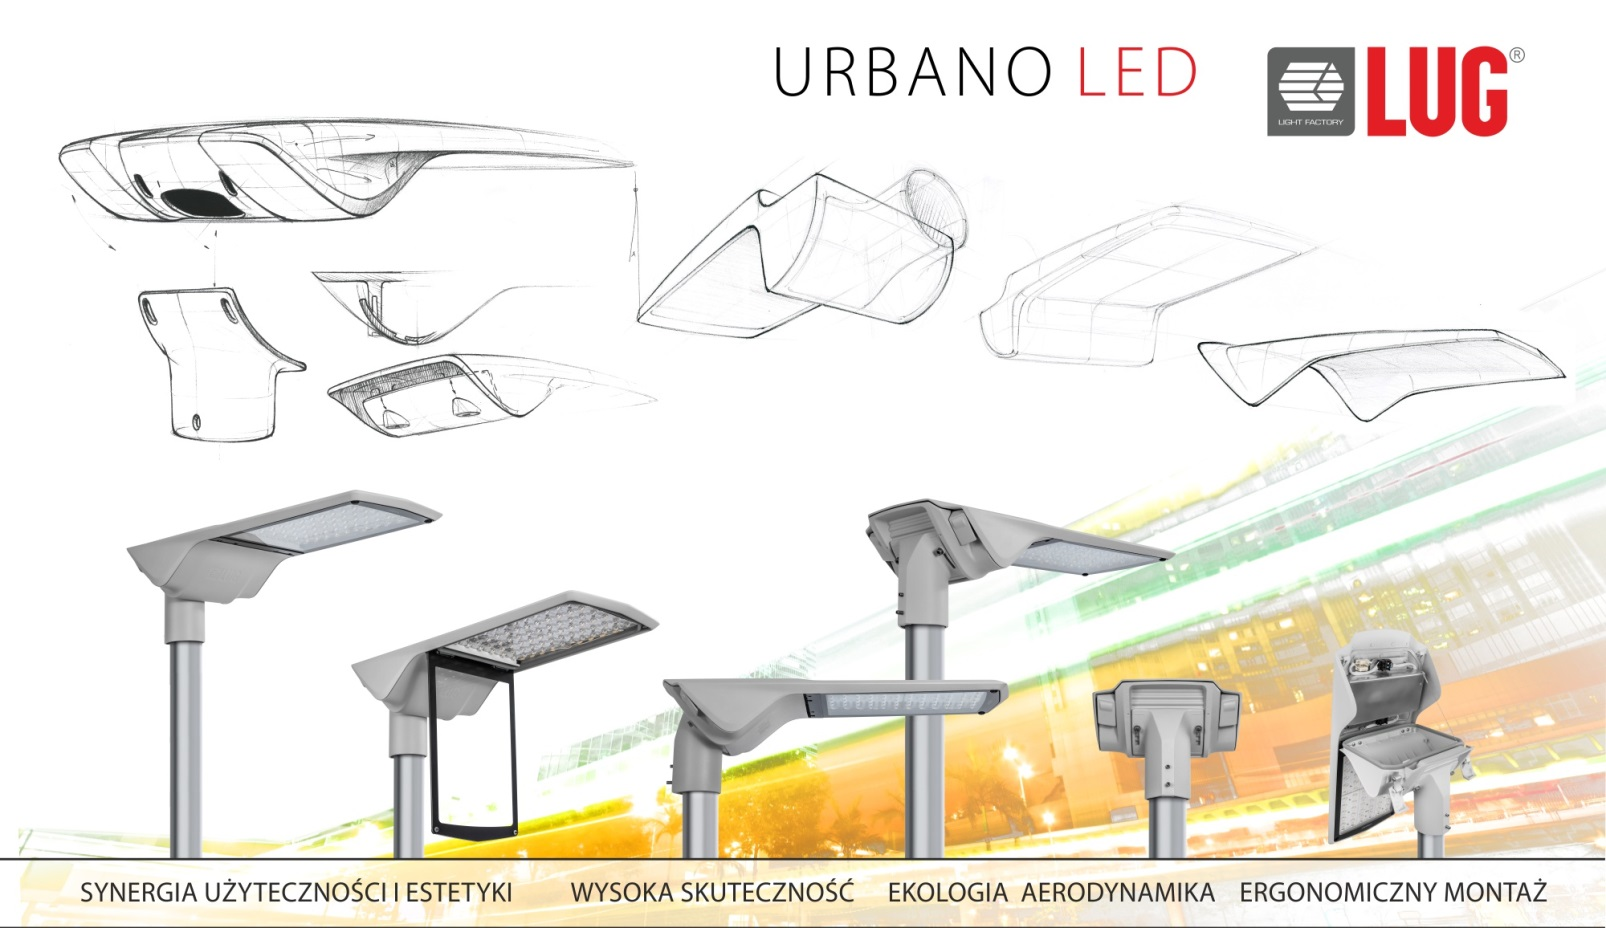 URBANO LED
LUG®
LIGHT FACTORY
SYNERGIA UŻYTECZNOŚCI I ESTETYKI WYSOKA SKUTECZNOŚĆ EKOLOGIA AERODYNAMIKA ERGONOMICZNY MONTAŻ